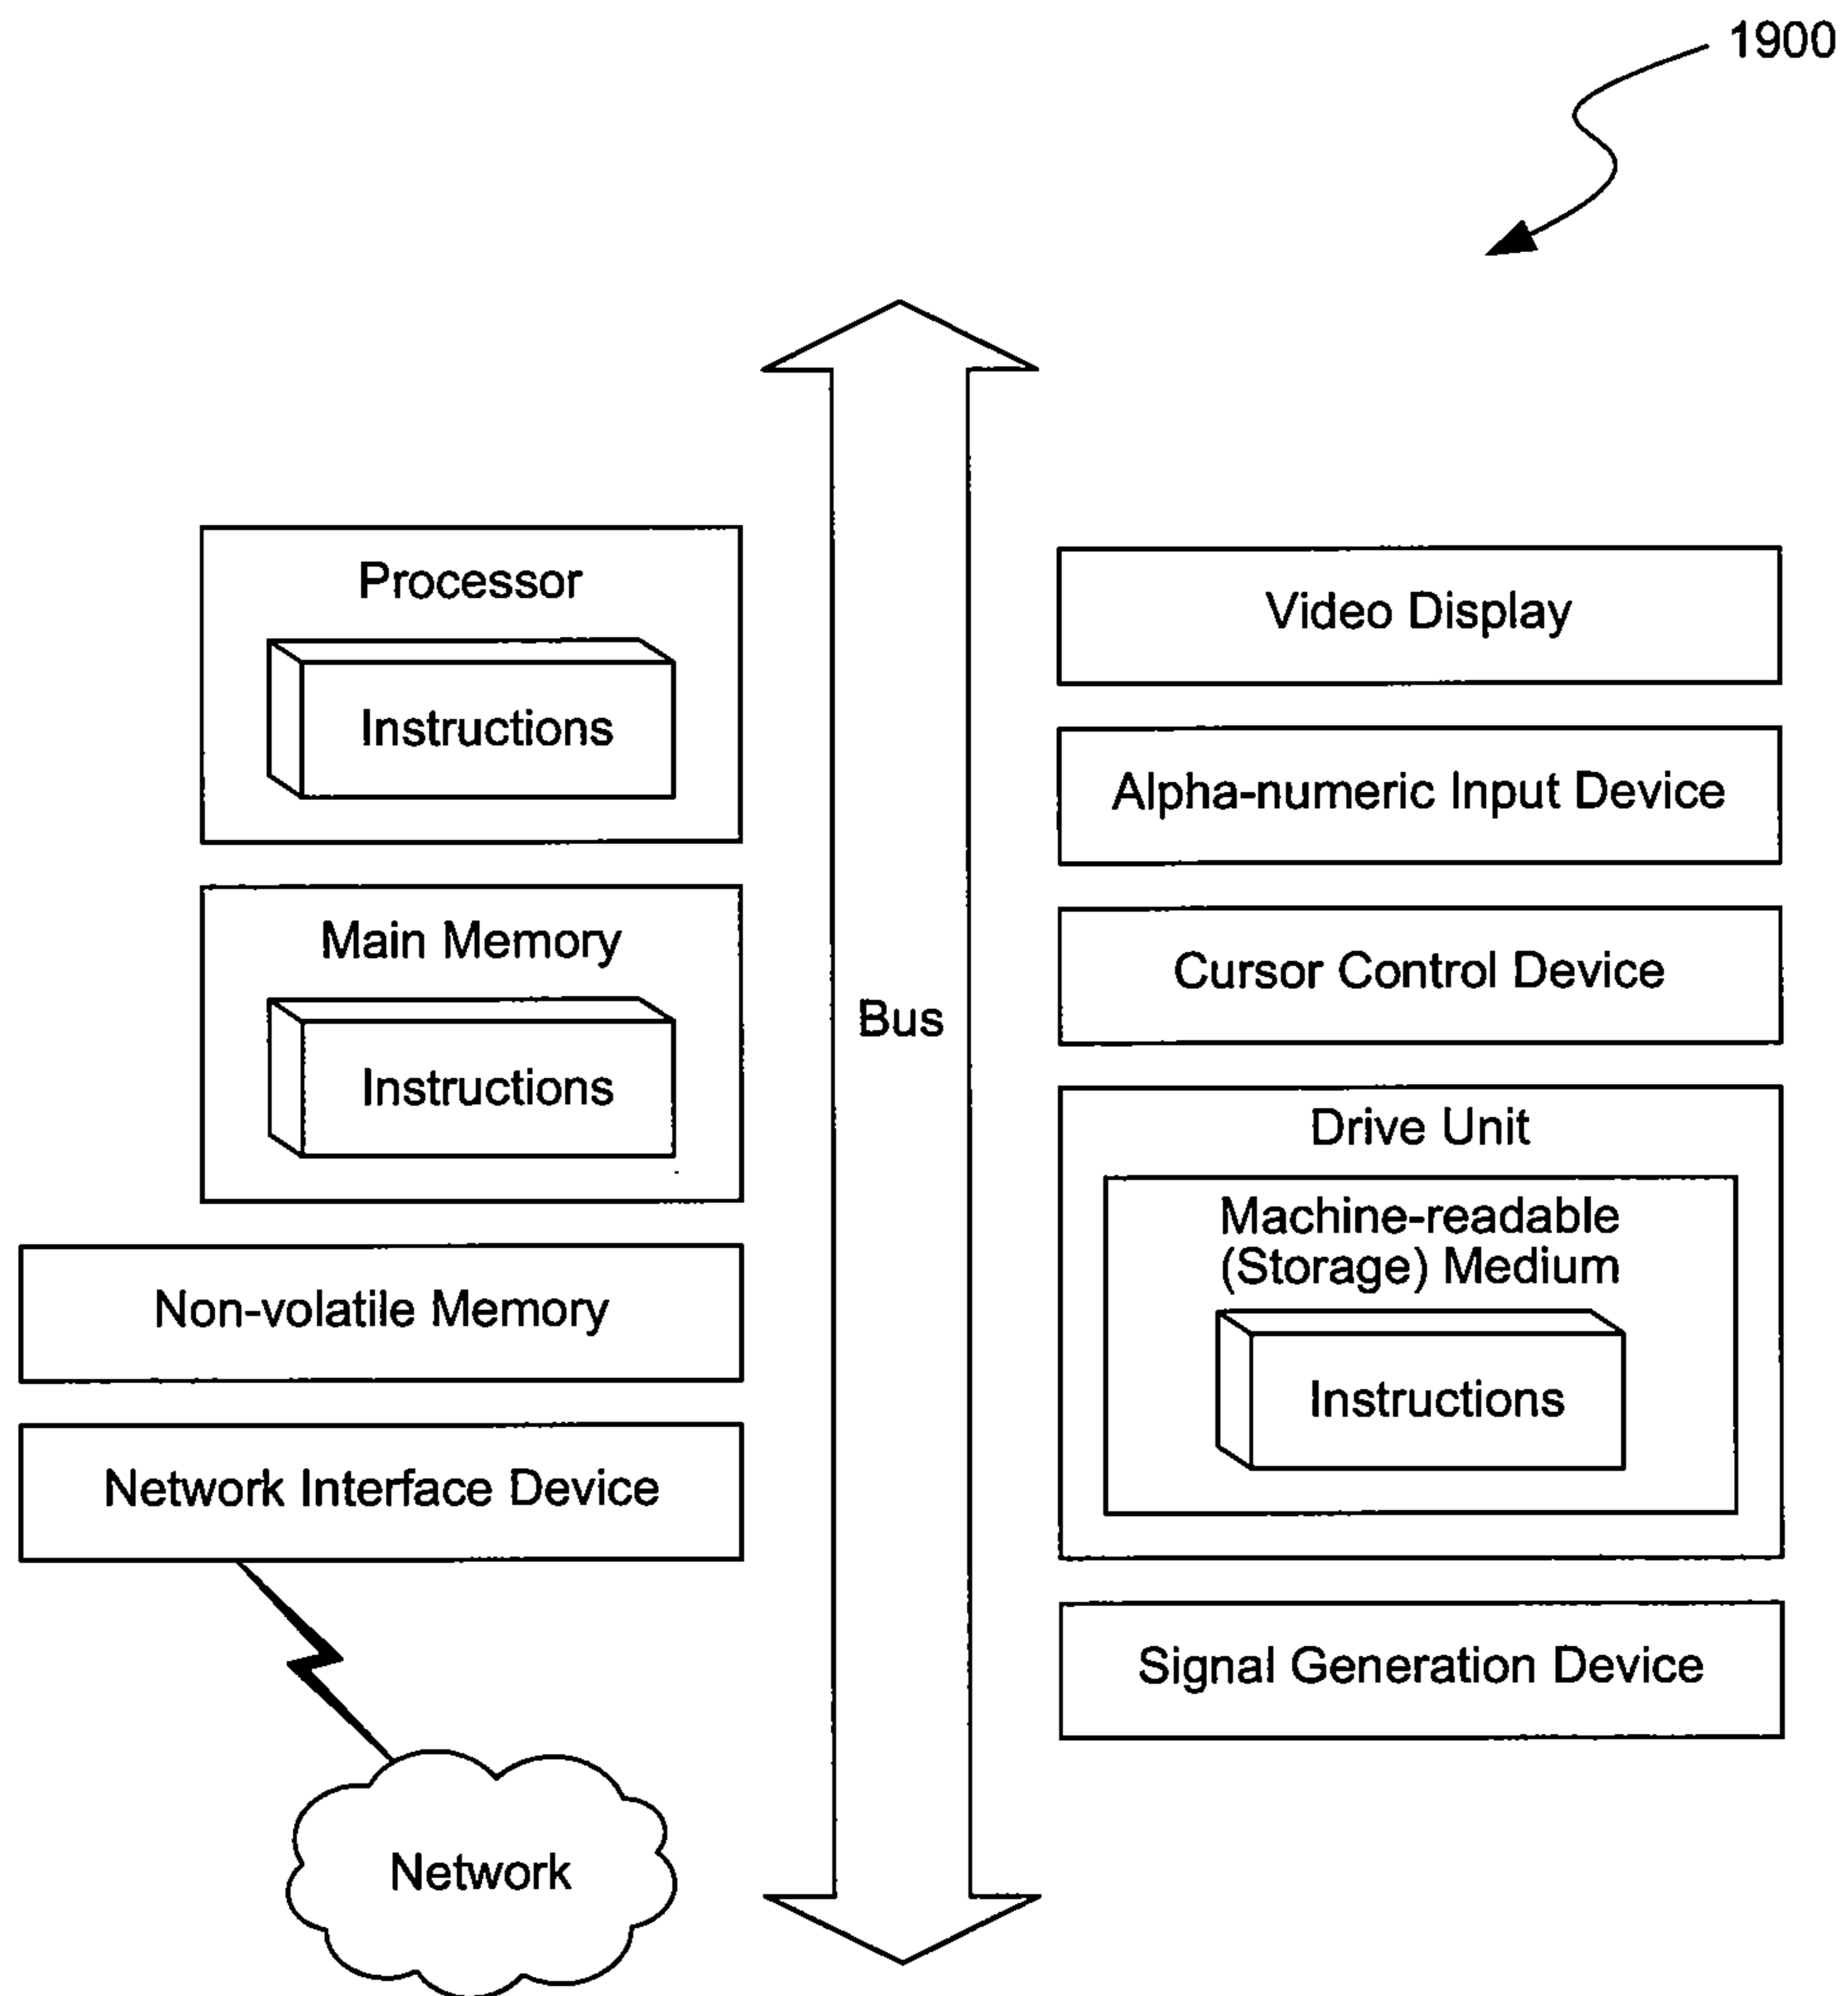 1900
Processor
Instructions
Main Memory
Instructions
Non-volatile Memory
Network Interface Device
Network
Bus
Video Display
Alpha-numeric Input Device
Cursor Control Device
Drive Unit
Machine-readable
(Storage) Medium
Instructions
Signal Generation Device